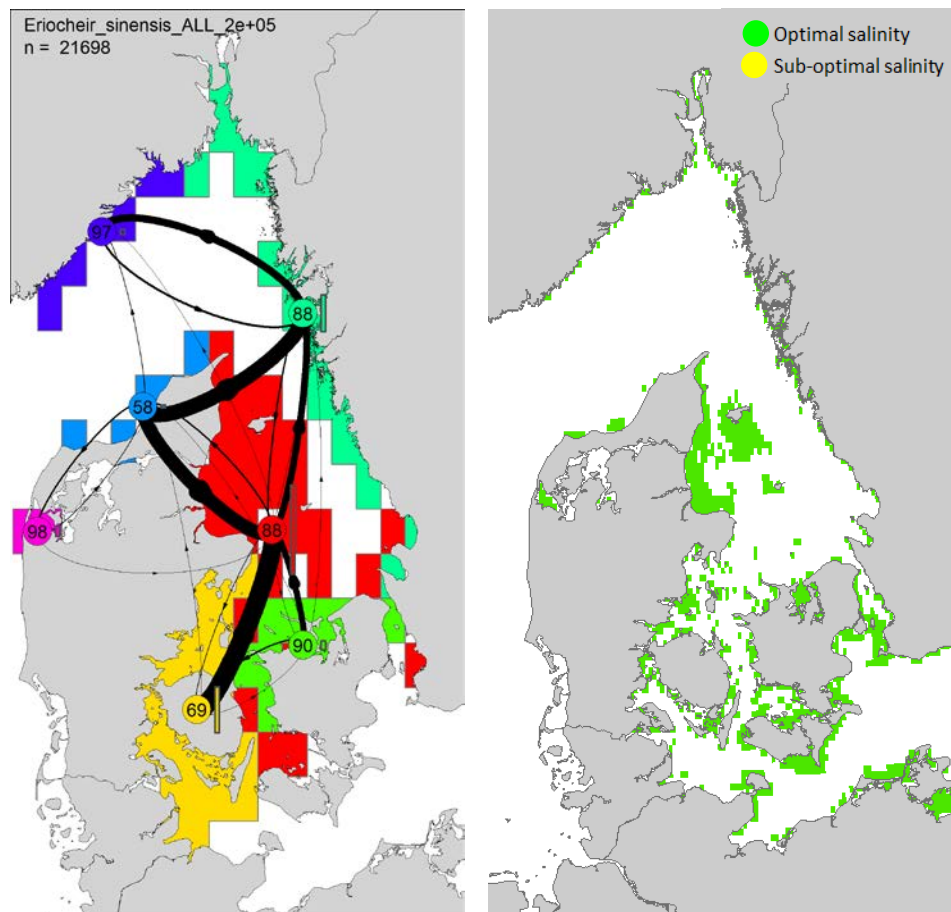 Eriocheir_sinensis_ALL_2e+05
n = 21698
Optimal salinity
Sub-optimal salinity
97
88
58
98
88
90
69